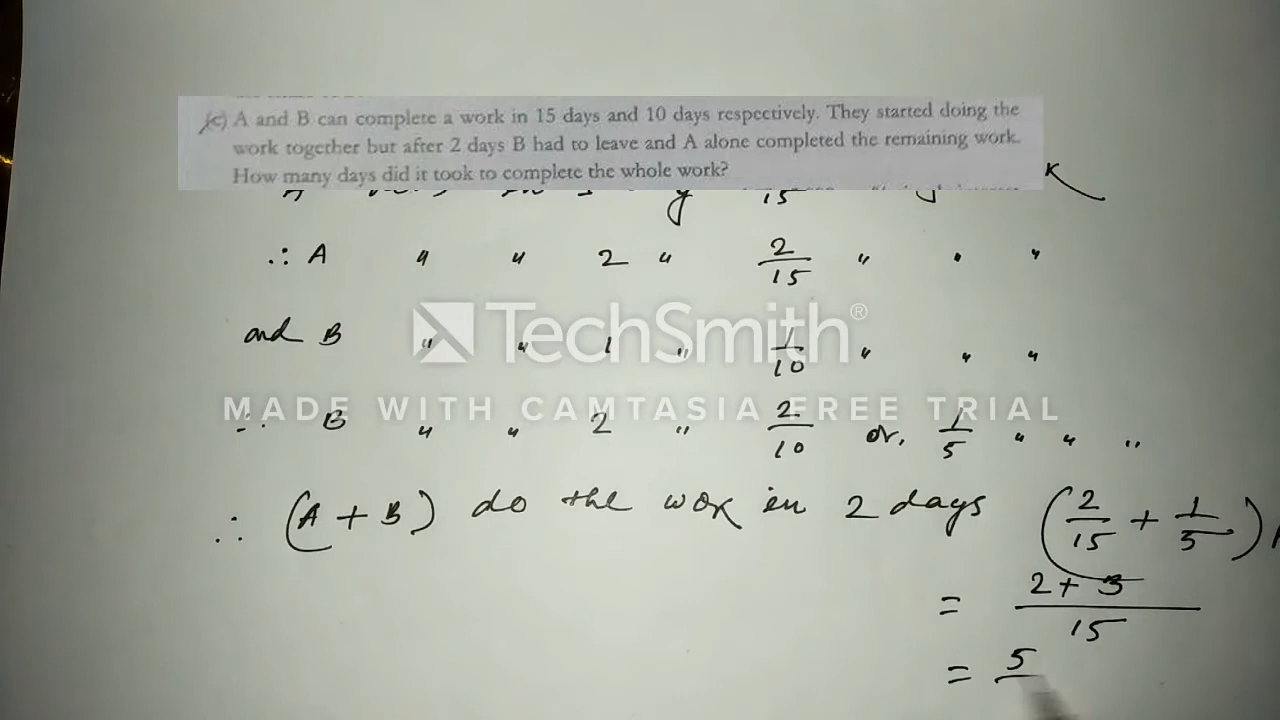 (c) A and B can complete a work in 15 days and 10 days respectively. They started doing the
work together but after 2 days B had to leave and A alone completed the remaining work.
How many days did it took to complete the whole work?
15
∴ A " " 2 " 2/15 " " "
TechSmith®
and B " " 1 " 1/10 " " "
MADE WITH CAMTASIA FREE TRIAL
∴ B " " 2 " 2/10 or, 1/5 " " "
∴ (A + B) do the work in 2 days (2/15 + 1/5)
= 2+3/15
= 5